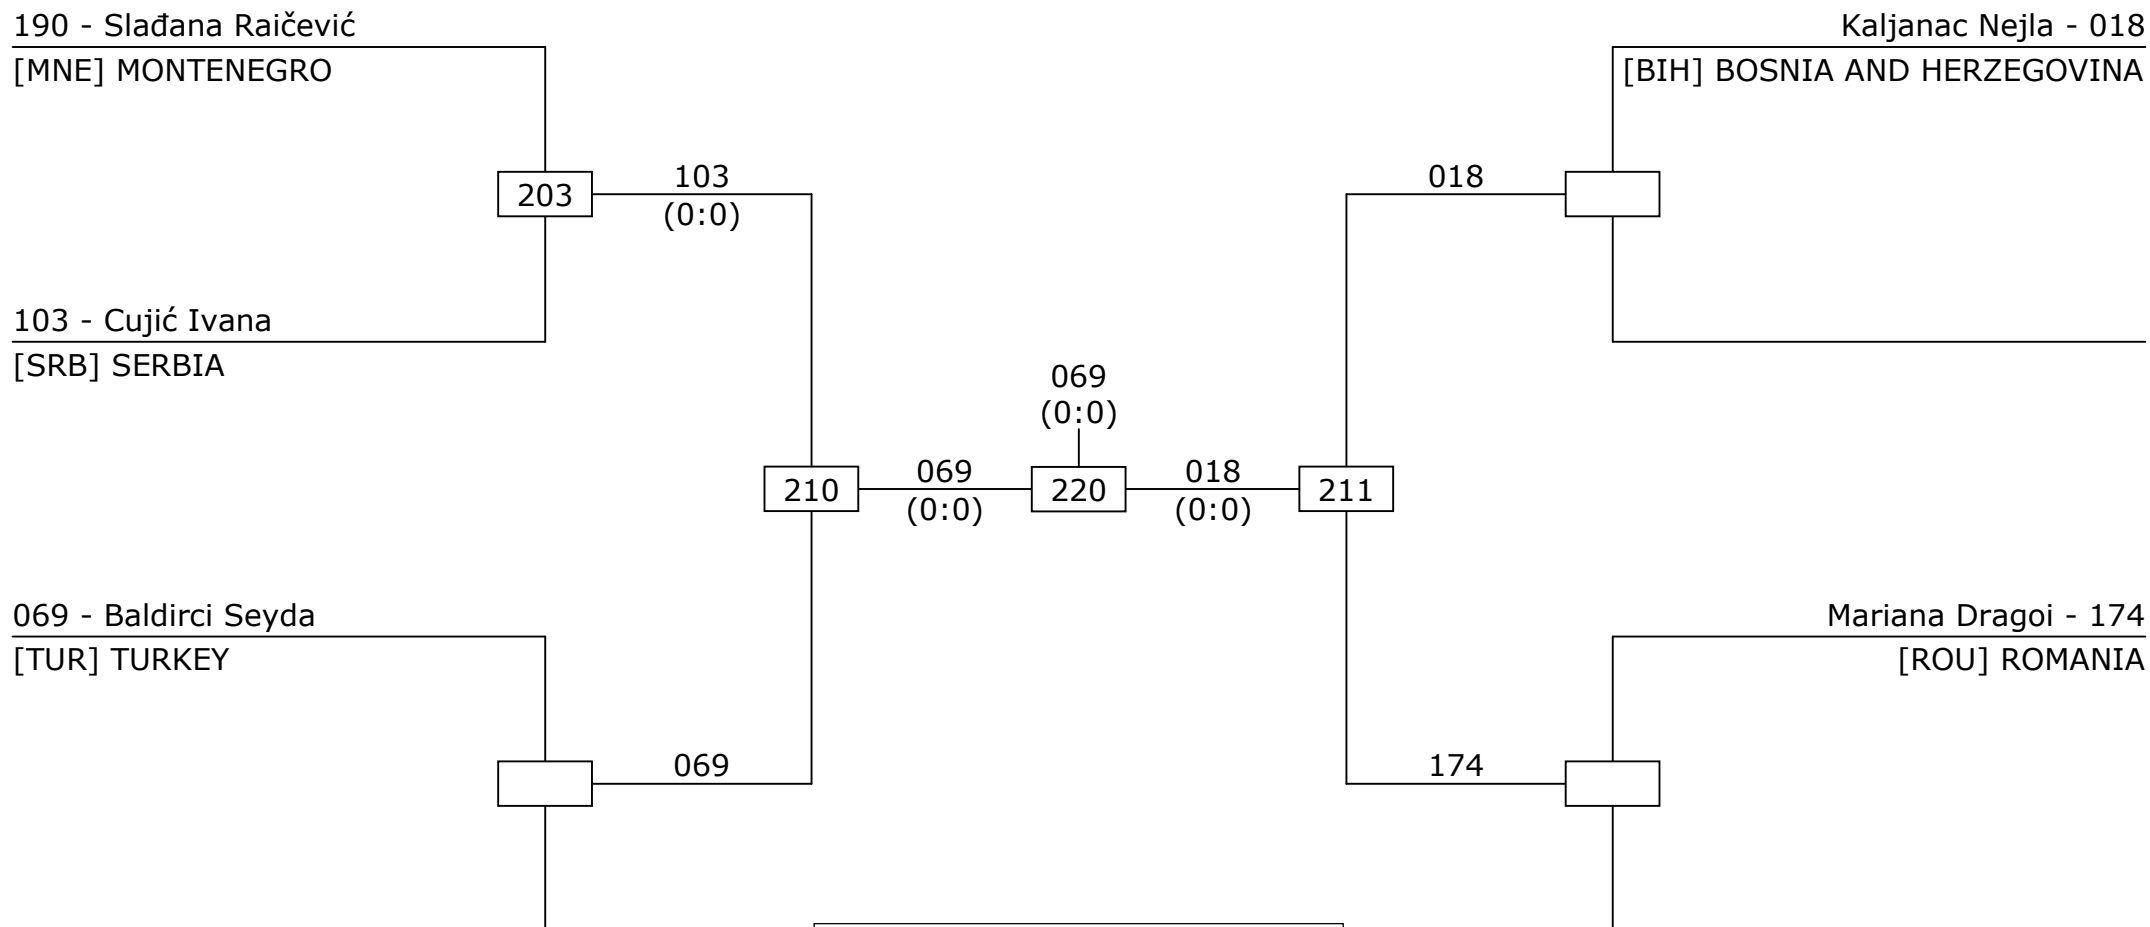 190 - Slađana Raičević
[MNE] MONTENEGRO
Kaljanac Nejla - 018
[BIH] BOSNIA AND HERZEGOVINA
203
103
(0:0)
018
103 - Cujić Ivana
[SRB] SERBIA
069
(0:0)
210
069
(0:0)
220
018
(0:0)
211
069 - Baldirci Seyda
[TUR] TURKEY
Mariana Dragoi - 174
[ROU] ROMANIA
069
174